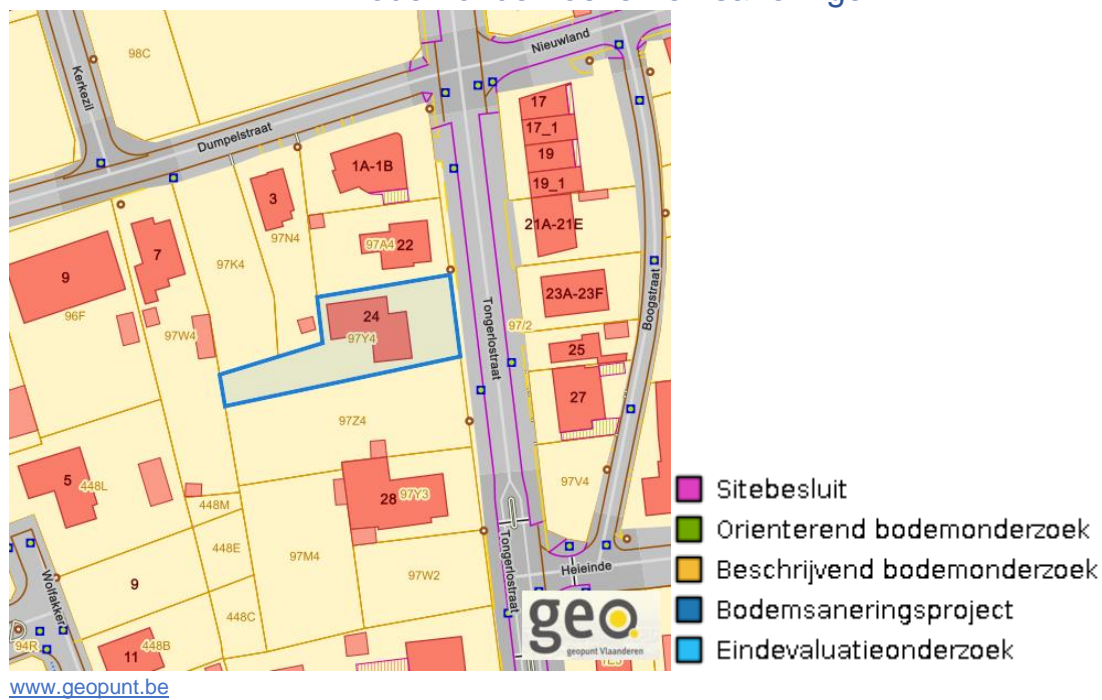 98C
Nieuwland
Kerkezijl
Dumpelstraat
17
17_1
1A-1B
19
19_1
3
21A-21E
97N4
97A4 22
7
97K4
9
23A-23F
Boogstraat
24
96F
97Y4
97W4
97/2
Tongerlostraat
25
27
97Z4
5 448L
97V4
28 97Y3
448M
448E
97M4
Tongerlostraat
Heieinde
9
97W2
Wolfakker
448C
94R
448B
11
geo
geopunt Vlaanderen
Sitebesluit
Orienterend bodemonderzoek
Beschrijvend bodemonderzoek
Bodemsaneringsproject
Eindevaluatieonderzoek
www.geopunt.be